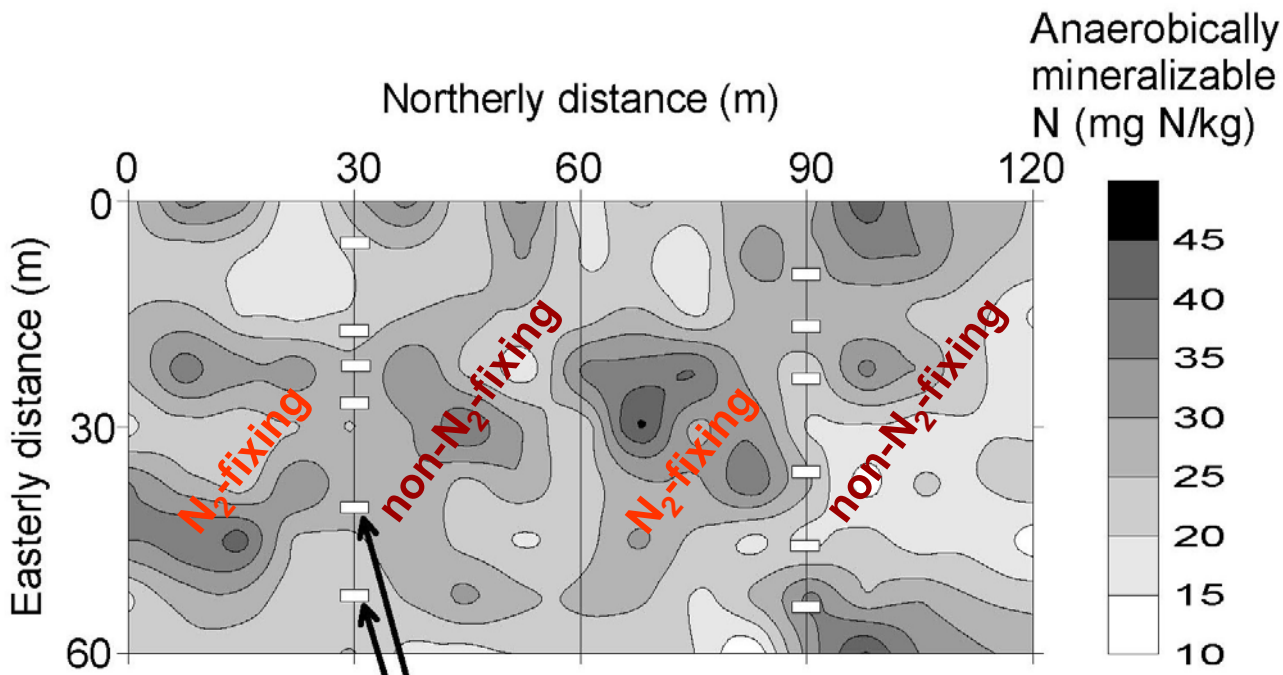 Anaerobically
mineralizable
N (mg N/kg)
Northerly distance (m)
0 30 60 90 120
Easterly distance (m)
0
30
60
N₂-fixing
non-N₂-fixing
N₂-fixing
non-N₂-fixing
45
40
35
30
25
20
15
10